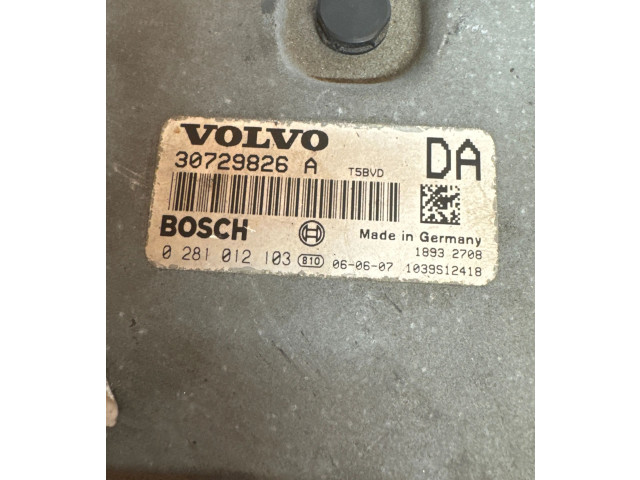 VOLVO
30729826 A T5BVD DA
BOSCH Made in Germany
1893 2708
0 281 012 103 810 06-06-07 1039S12418